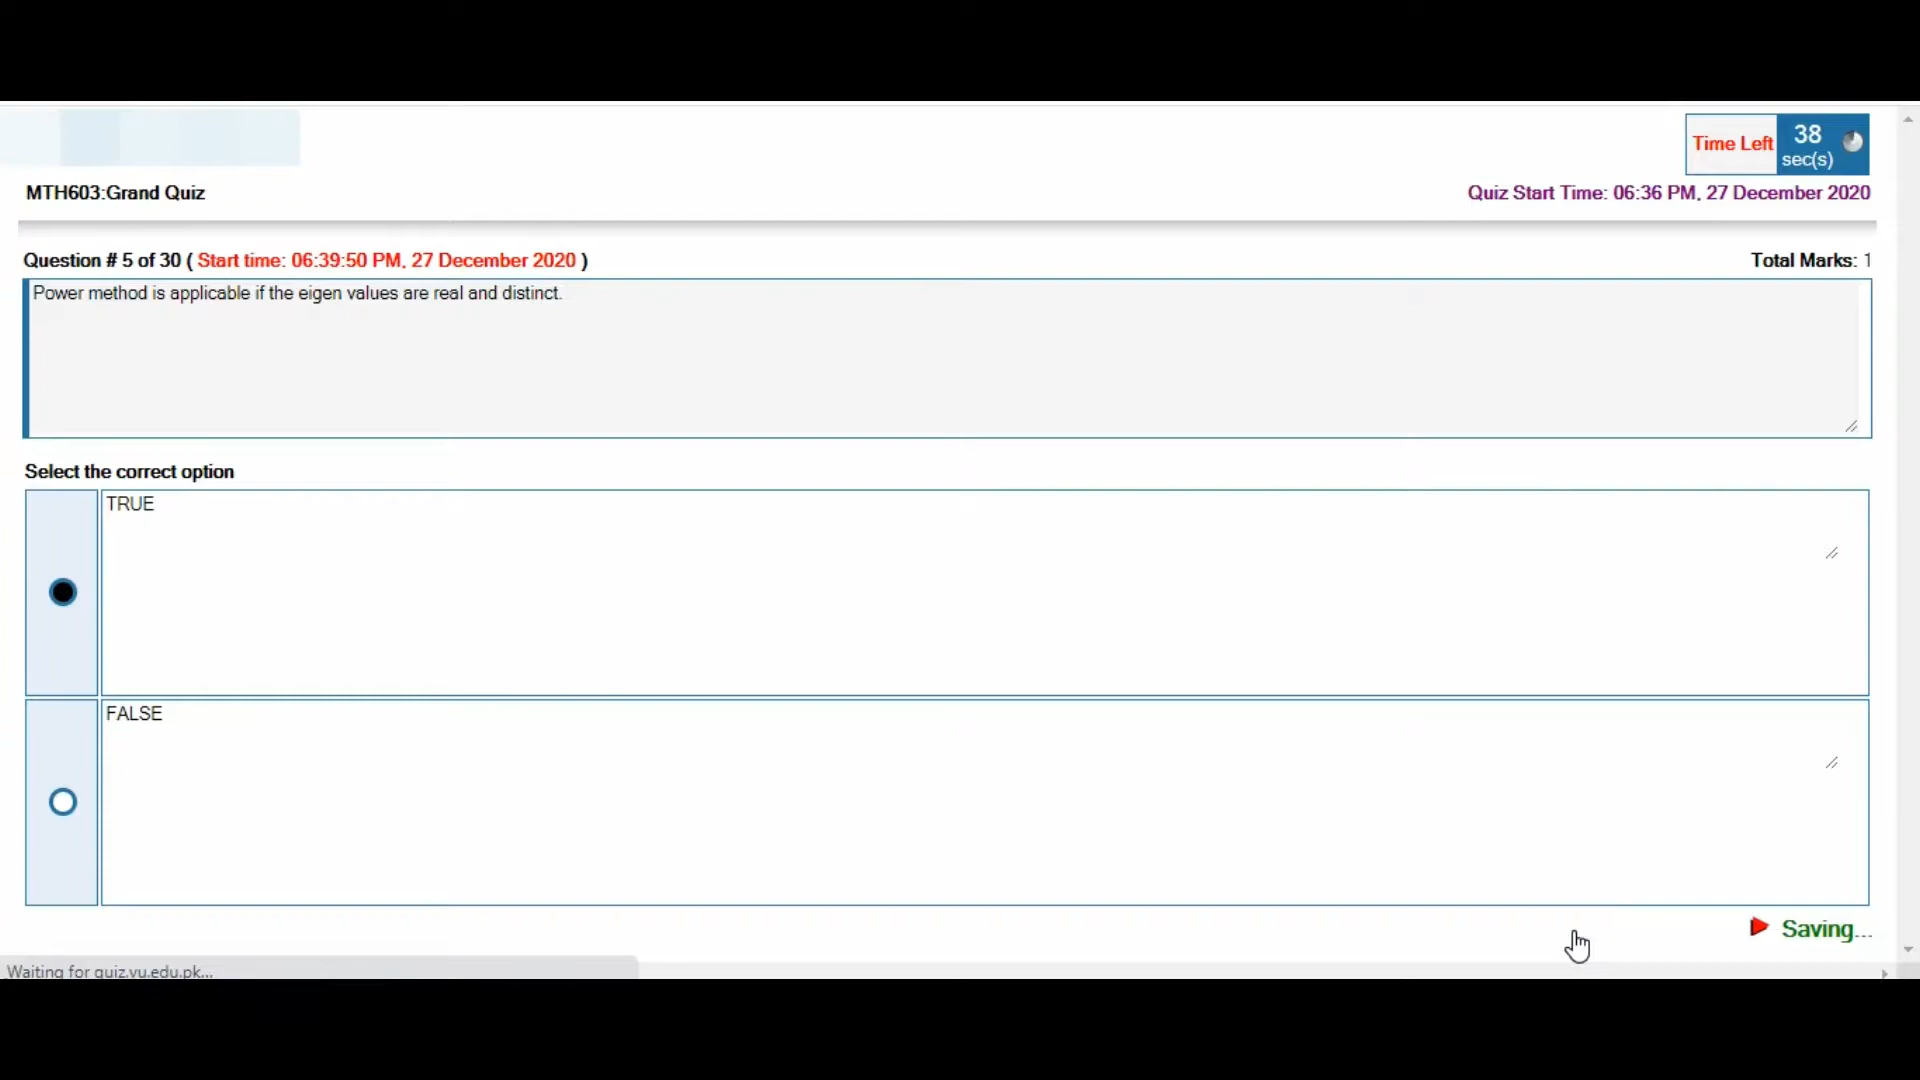 Time Left 38 sec(s)
MTH603:Grand Quiz
Quiz Start Time: 06:36 PM, 27 December 2020
Question # 5 of 30 ( Start time: 06:39:50 PM, 27 December 2020 )
Total Marks: 1
Power method is applicable if the eigen values are real and distinct.
Select the correct option
TRUE
FALSE
Saving...
Waiting for quiz.vu.edu.pk...